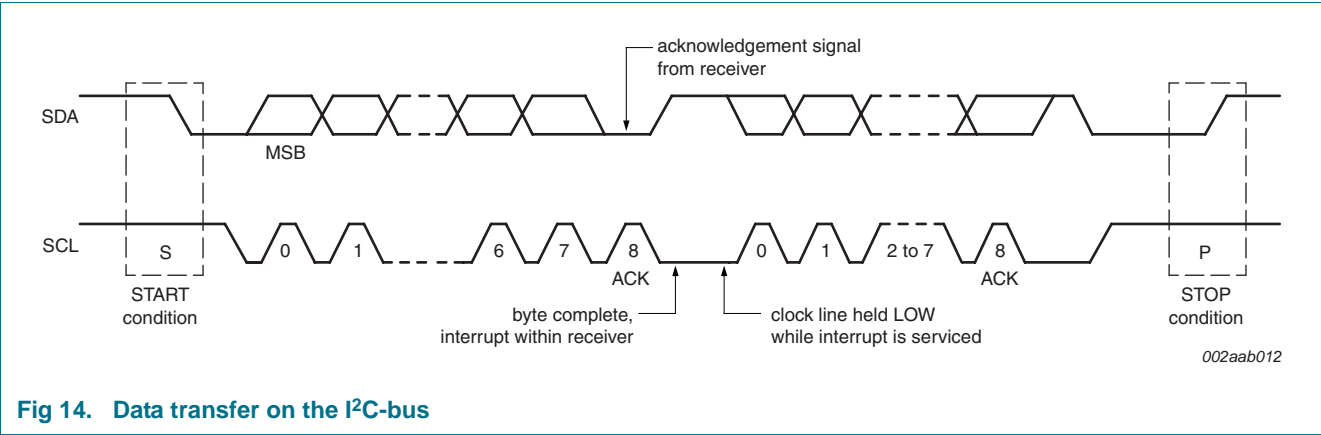 acknowledgement signal
from receiver
SDA
MSB
SCL
S
0
1
6
7
8
0
1
2 to 7
8
P
ACK
ACK
START
condition
byte complete,
interrupt within receiver
clock line held LOW
while interrupt is serviced
STOP
condition
002aab012
Fig 14. Data transfer on the I²C-bus